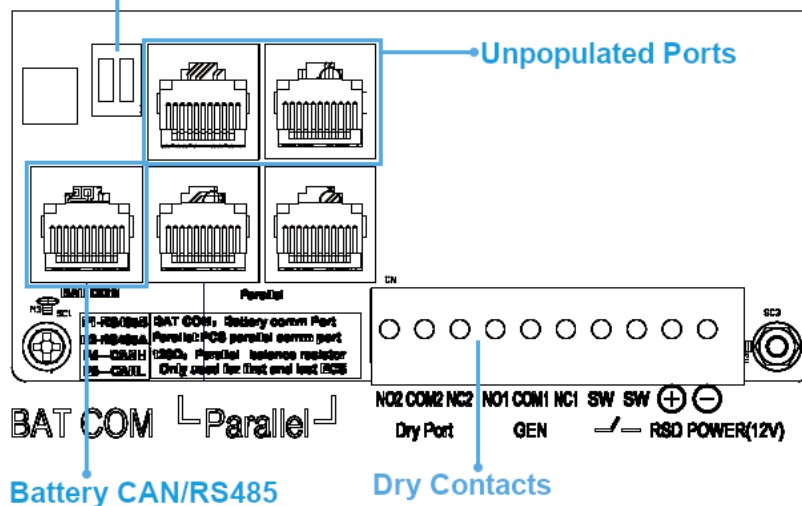 Unpopulated Ports
CN
BAT COM
Parallel
M3 SC1
SC3
P1-RS485B BAT COM: Battery comm Port
P2-RS485A Parallel:PCS parallel comm port
P4—CANH 120Ω: Parallel balance resistor
P5—CANL Only used for first and last PCS
NO2 COM2 NC2 NO1 COM1 NC1 SW SW + −
Dry Port GEN RSD POWER(12V)
BAT COM Parallel
Battery CAN/RS485
Dry Contacts